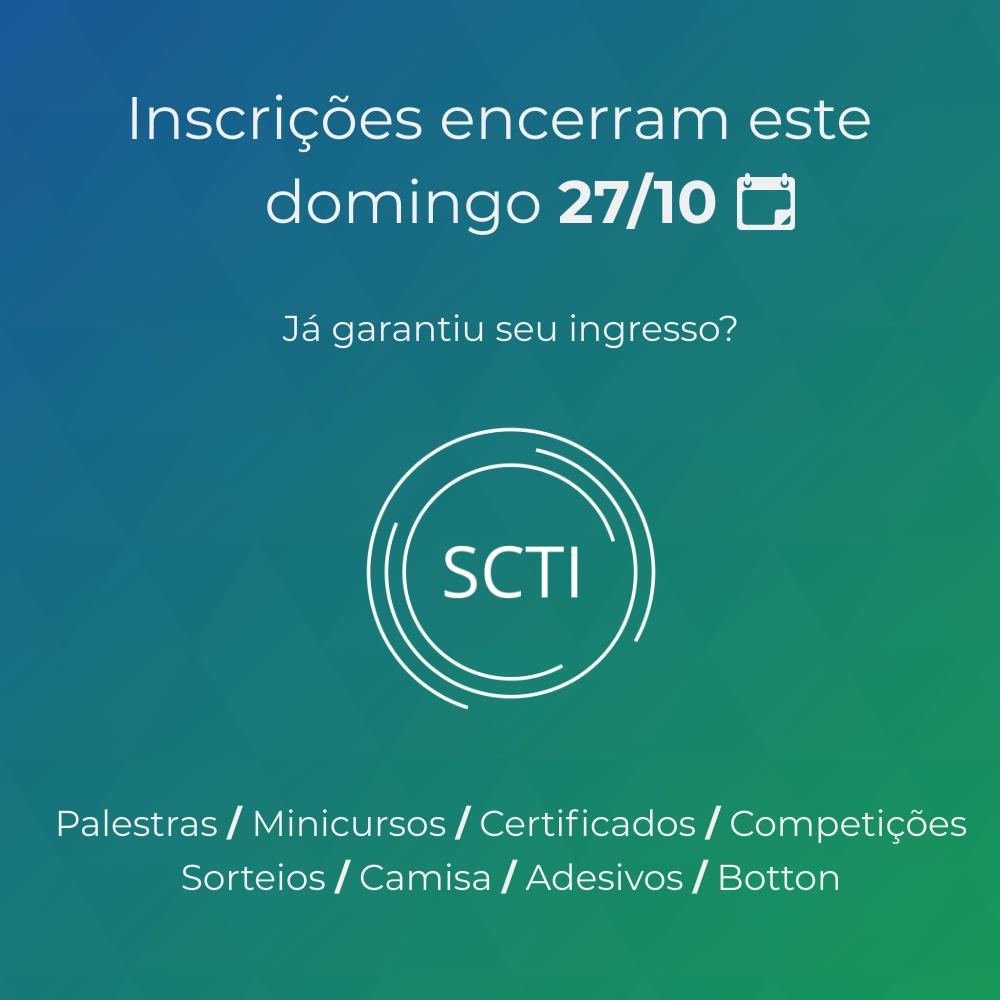 Inscrições encerram este
domingo 27/10
Já garantiu seu ingresso?
SCTI
Palestras / Minicursos / Certificados / Competições
Sorteios / Camisa / Adesivos / Botton